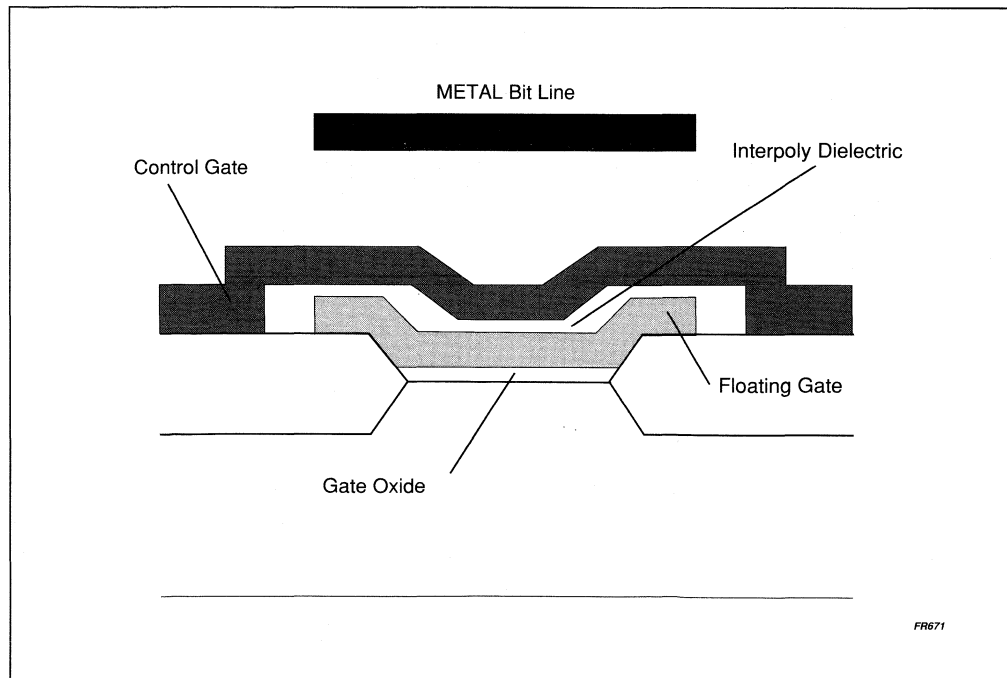 METAL Bit Line
Interpoly Dielectric
Control Gate
Floating Gate
Gate Oxide
FR671